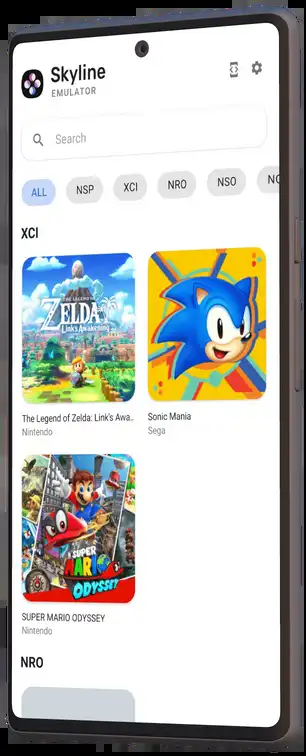 Skyline
EMULATOR
Search
ALL
NSP
XCI
NRO
NSO
XCI
THE LEGEND OF
ZELDA
Link's Awakening
The Legend of Zelda: Link's Awa..
Nintendo
Sonic Mania
Sega
SUPER
MARIO
ODYSSEY
SUPER MARIO ODYSSEY
Nintendo
NRO